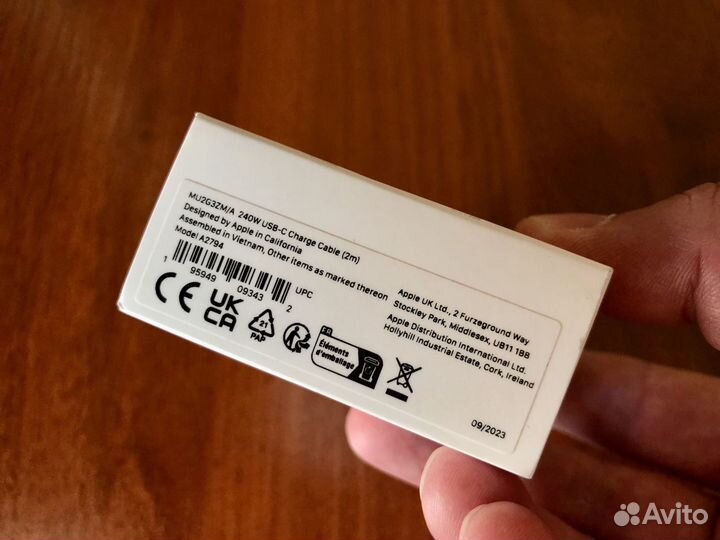 MU2G3ZM/A 240W USB-C Charge Cable (2m)
Designed by Apple in California
Assembled in Vietnam, Other items as marked thereon
Model A2794
1 95949 09343 2
UPC
CE
UK
CA
21
PAP
FR
Éléments
d'emballage
Apple UK Ltd., 2 Furzeground Way
Stockley Park, Middlesex, UB11 1BB
Apple Distribution International Ltd.
Hollyhill Industrial Estate, Cork, Ireland
09/2023
Avito